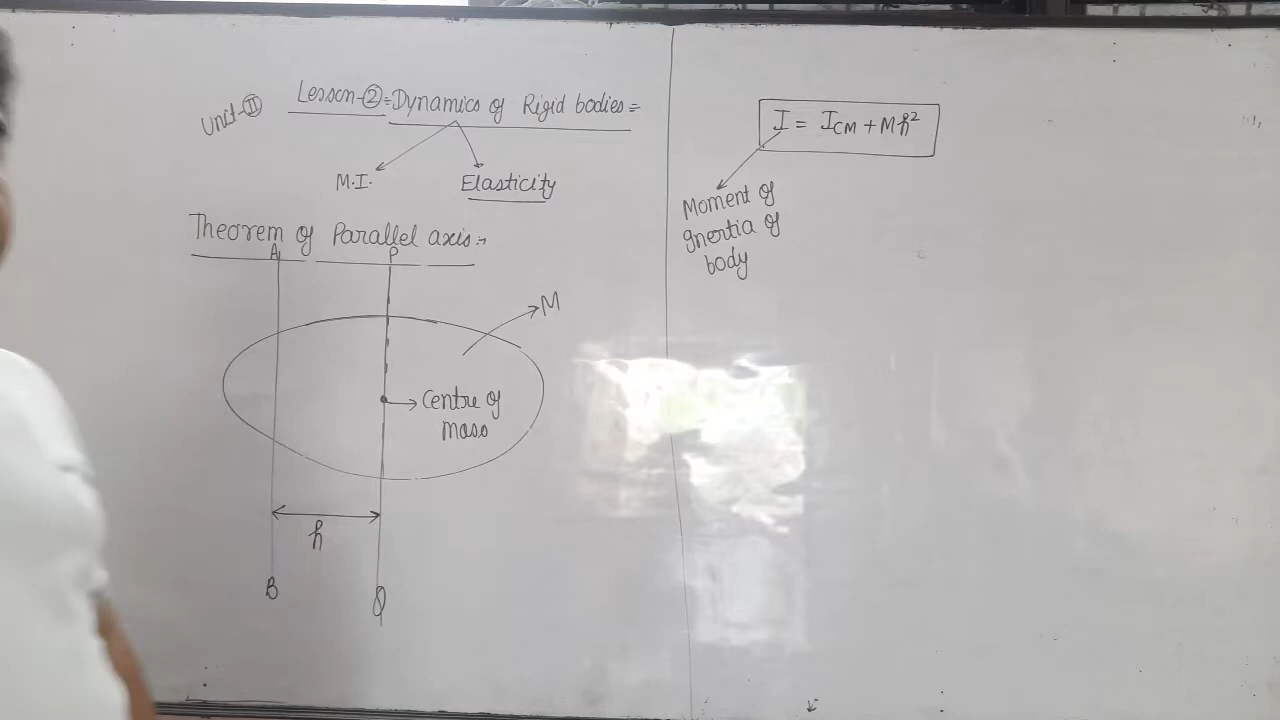 Unit-II
Lesson-② = Dynamics of Rigid bodies =
M.I.
Elasticity
Theorem of Parallel axis :-
A
P
M
Centre of
mass
h
B
Q
I = ICM + Mh²
Moment of
Inertia of
body